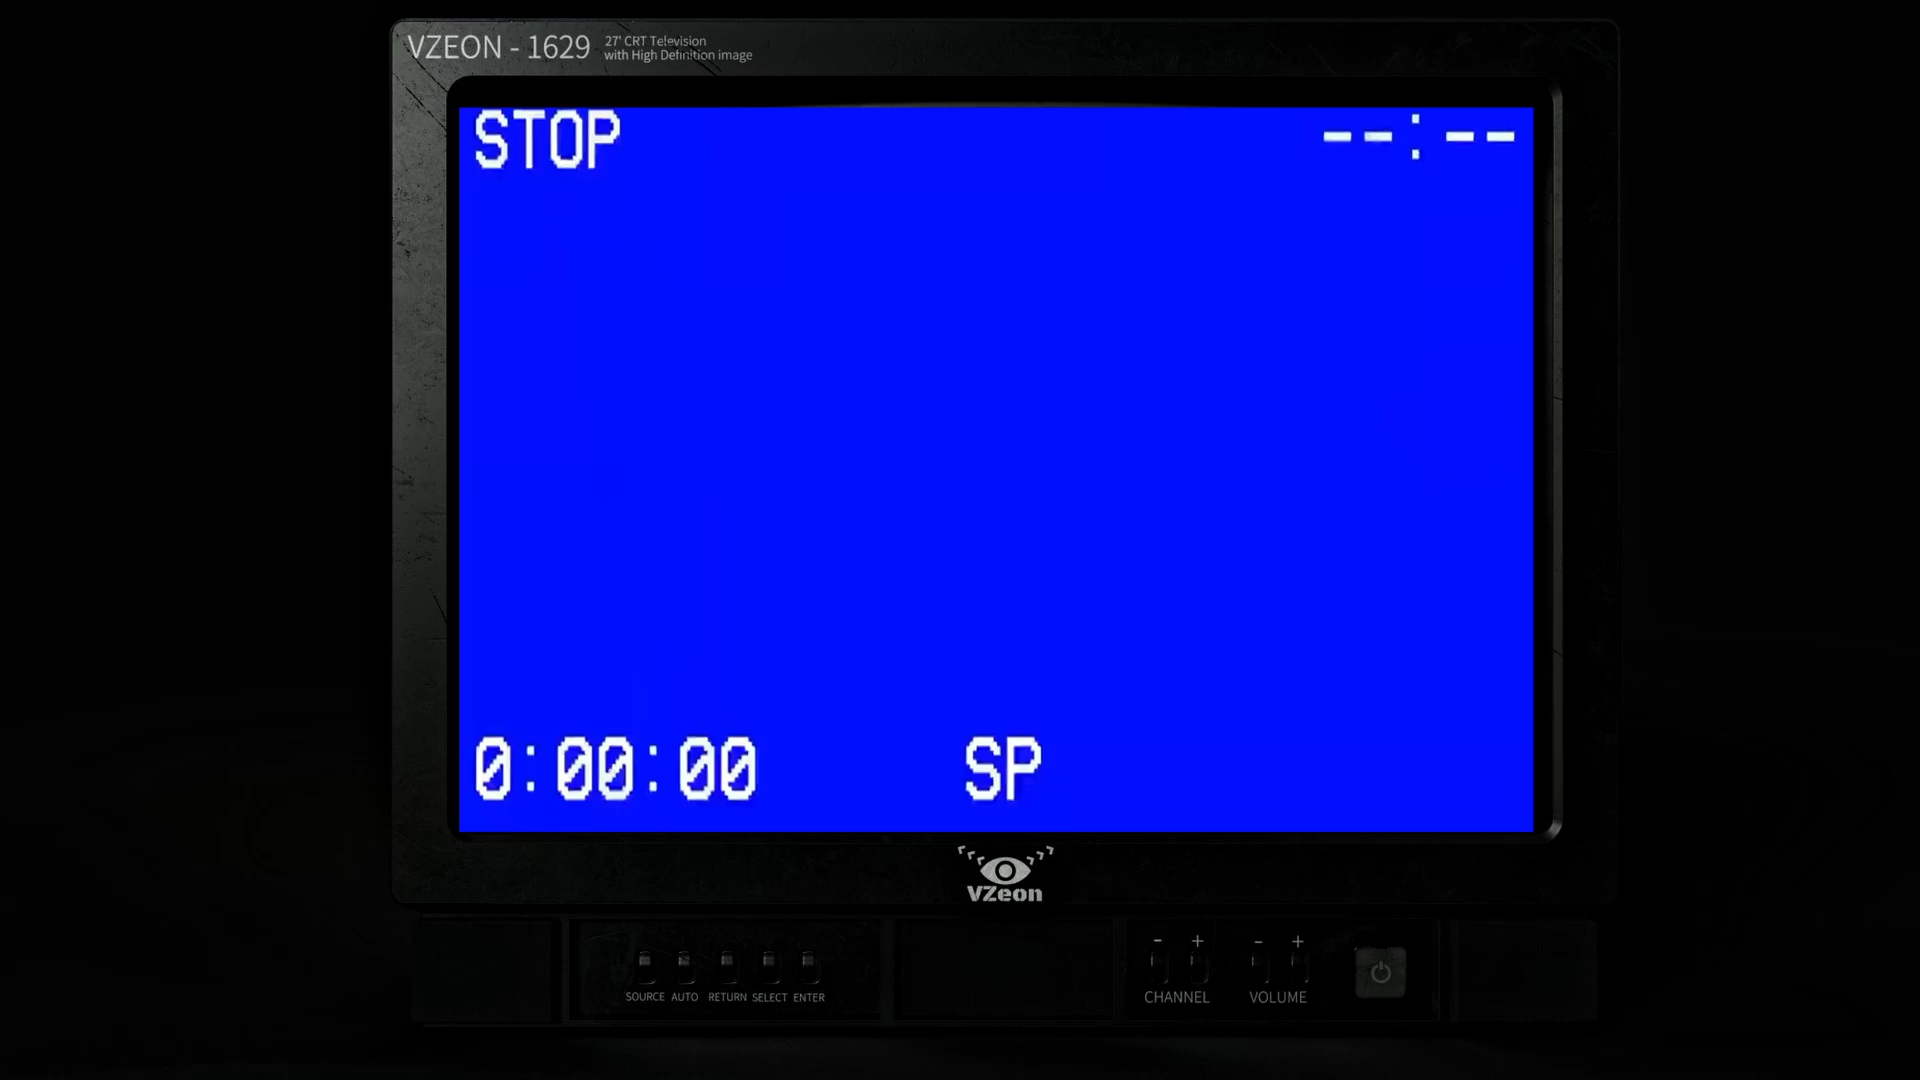 VZEON - 1629
27' CRT Television
with High Definition image
STOP
--:--
0:00:00
SP
VZeon
- + - +
SOURCE AUTO RETURN SELECT ENTER
CHANNEL VOLUME